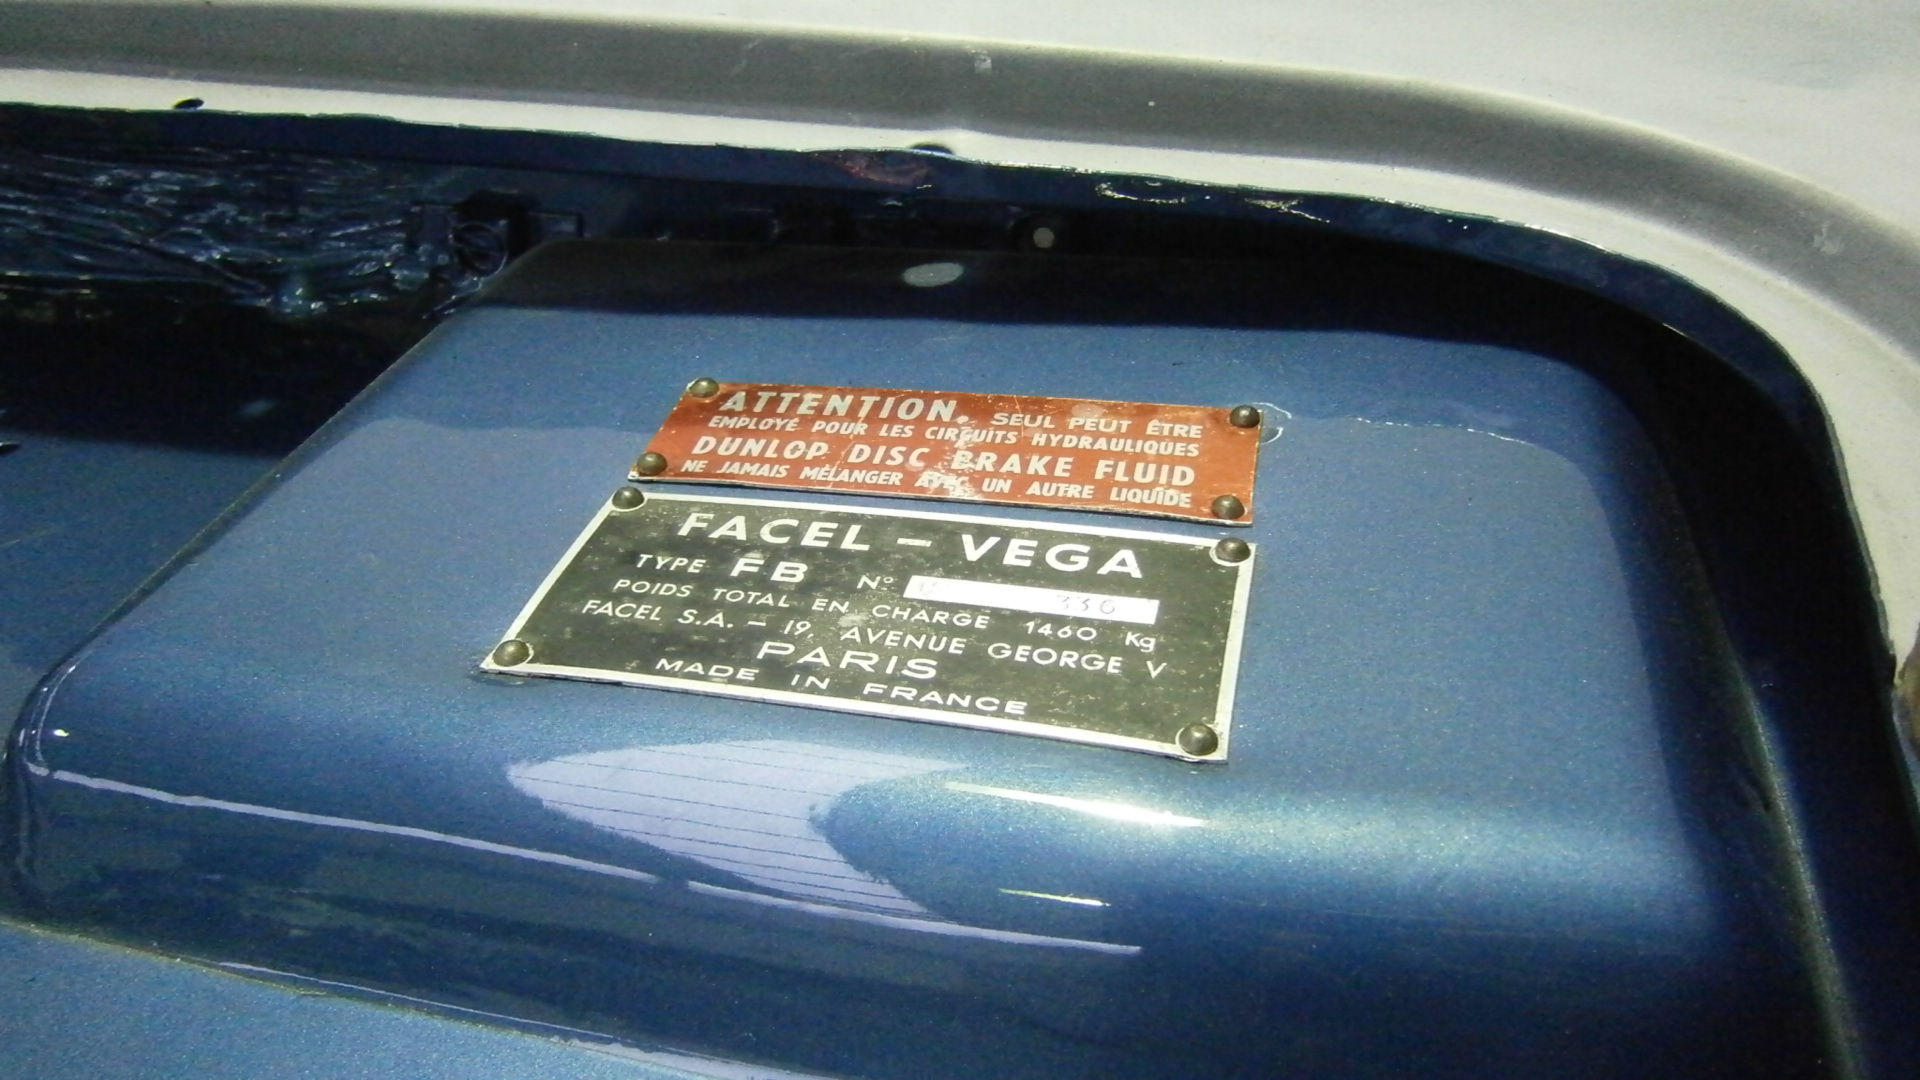 ATTENTION. SEUL PEUT ÊTRE
EMPLOYÉ POUR LES CIRCUITS HYDRAULIQUES
DUNLOP DISC BRAKE FLUID
NE JAMAIS MÉLANGER AVEC UN AUTRE LIQUIDE
FACEL – VEGA
TYPE FB N° 336
POIDS TOTAL EN CHARGE 1460 Kg
FACEL S.A. – 19, AVENUE GEORGE V
PARIS
MADE IN FRANCE